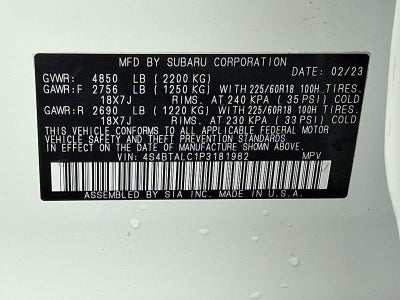 MFD BY SUBARU CORPORATION
DATE: 02/23
GVWR: 4850 LB (2200 KG)
GAWR:F 2756 LB (1250 KG) WITH 225/60R18 100H TIRES.
18X7J RIMS. AT 240 KPA (35 PSI) COLD
GAWR:R 2690 LB (1220 KG) WITH 225/60R18 100H TIRES.
18X7J RIMS. AT 230 KPA (33 PSI) COLD
THIS VEHICLE CONFORMS TO ALL APPLICABLE FEDERAL MOTOR
VEHICLE SAFETY AND THEFT PREVENTION STANDARDS IN EFFECT
ON THE DATE OF MANUFACTURE SHOWN ABOVE.
VIN: 4S4BTALC1P3181982 MPV
ASSEMBLED BY SIA INC. MADE IN U.S.A.